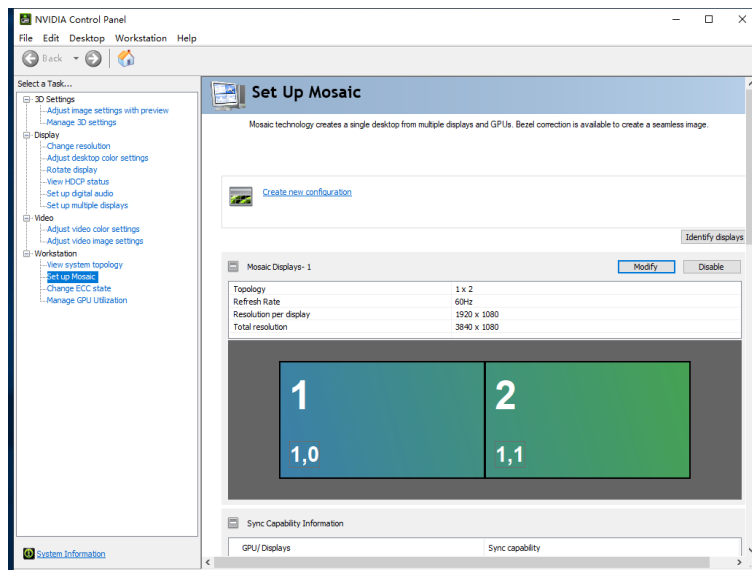 NVIDIA Control Panel
File Edit Desktop Workstation Help
Back
Select a Task...
3D Settings
Adjust image settings with preview
Manage 3D settings
Display
Change resolution
Adjust desktop color settings
Rotate display
View HDCP status
Set up digital audio
Set up multiple displays
Video
Adjust video color settings
Adjust video image settings
Workstation
View system topology
Set up Mosaic
Change ECC state
Manage GPU Utilization
System Information
Set Up Mosaic
Mosaic technology creates a single desktop from multiple displays and GPUs. Bezel correction is available to create a seamless image.
Create new configuration
Identify displays
Mosaic Displays- 1 Modify Disable
Topology 1 x 2
Refresh Rate 60Hz
Resolution per display 1920 x 1080
Total resolution 3840 x 1080
1 2
1,0 1,1
Sync Capability Information
GPU/Displays Sync capability